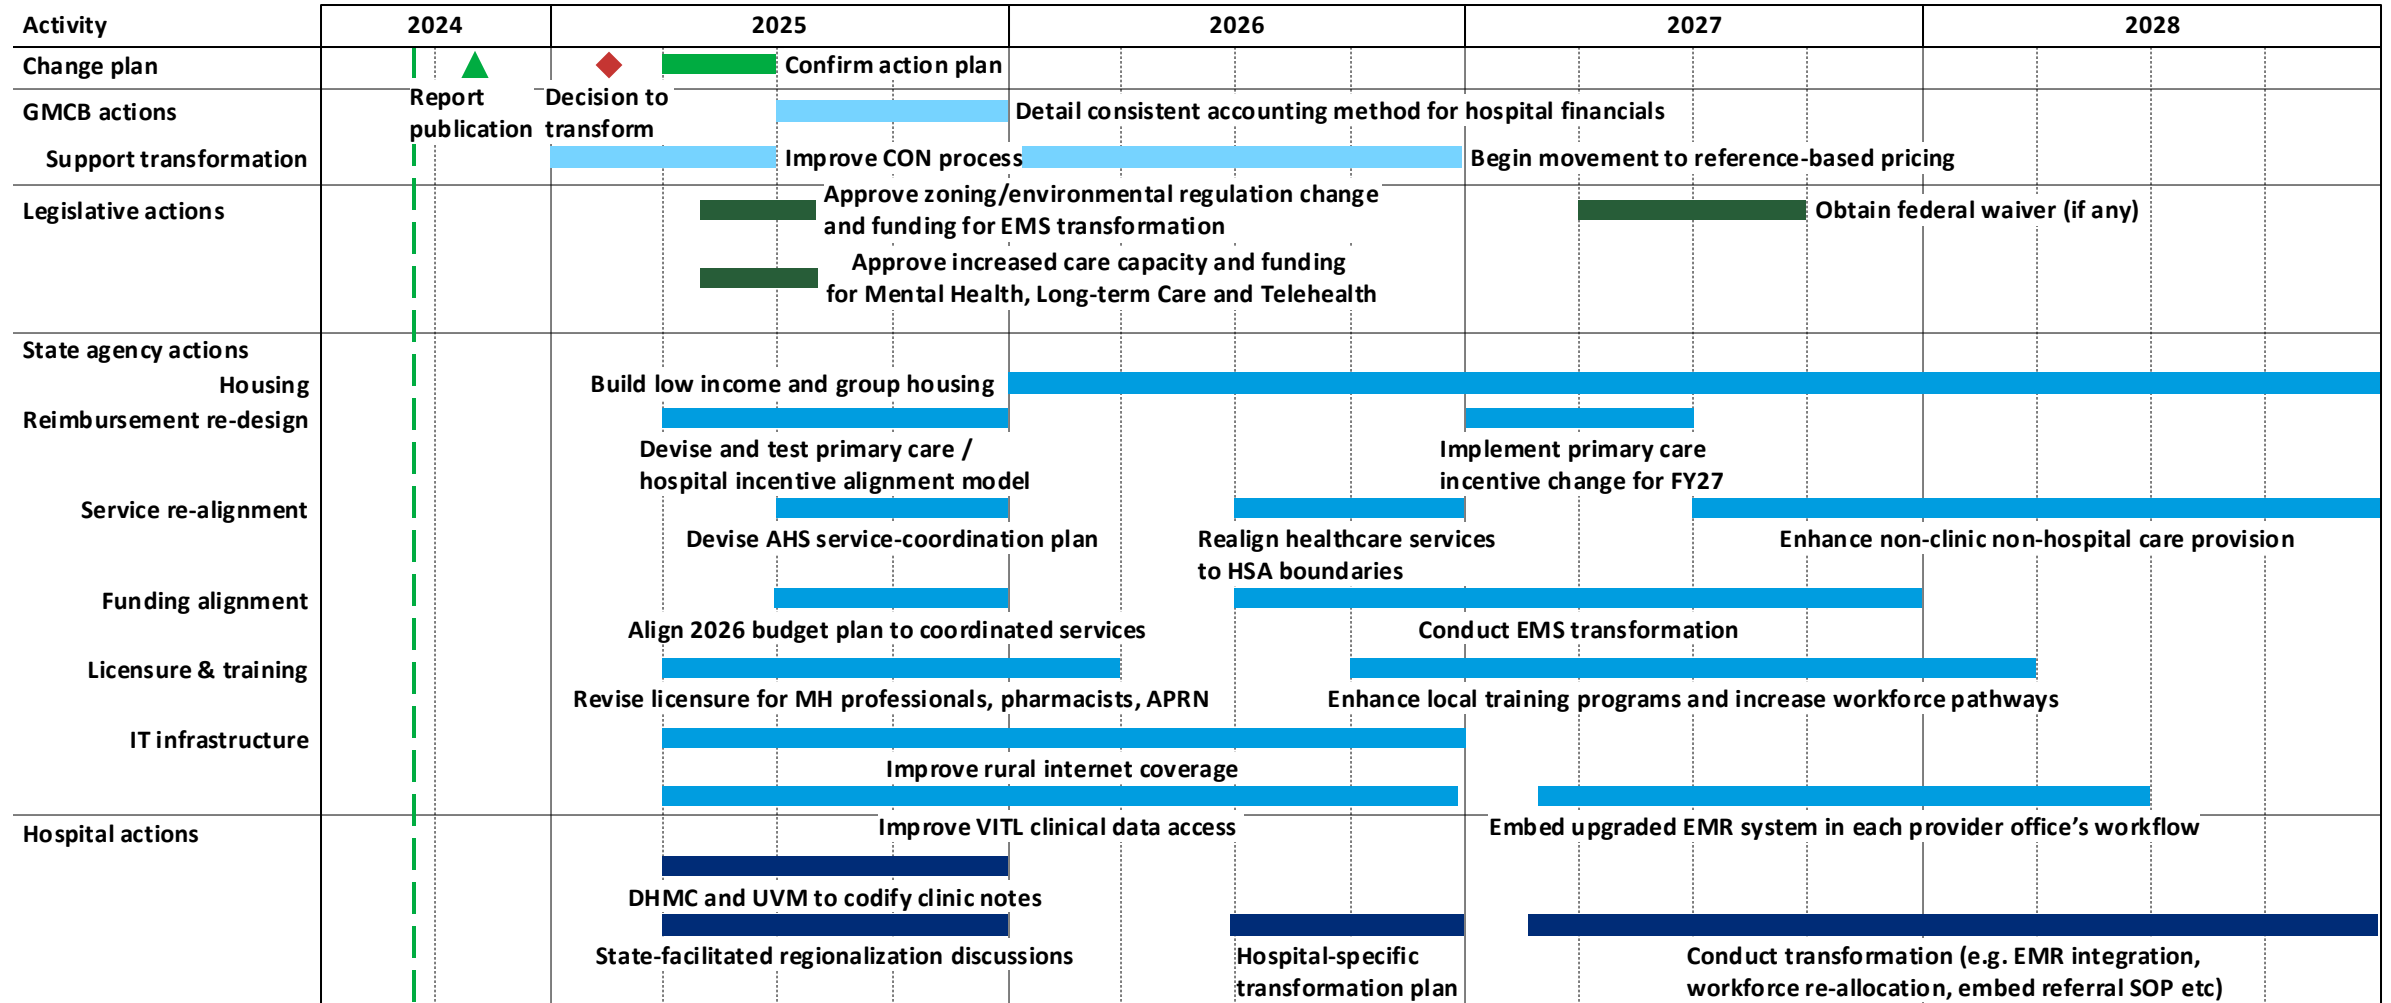 Activity 2024 2025 2026 2027 2028
Change plan Confirm action plan
Report Decision to
GMCB actions Detail consistent accounting method for hospital financials
publication transform
Support transformation Improve CON process Begin movement to reference-based pricing
Approve zoning/environmental regulation change
Legislative actions Obtain federal waiver (if any)
and funding for EMS transformation
Approve increased care capacity and funding
for Mental Health, Long-term Care and Telehealth
State agency actions
Housing Build low income and group housing
Reimbursement re-design
Devise and test primary care / Implement primary care
hospital incentive alignment model incentive change for FY27
Service re-alignment
Devise AHS service-coordination plan Realign healthcare services Enhance non-clinic non-hospital care provision
to HSA boundaries
Funding alignment
Align 2026 budget plan to coordinated services Conduct EMS transformation
Licensure & training
Revise licensure for MH professionals, pharmacists, APRN Enhance local training programs and increase workforce pathways
IT infrastructure
Improve rural internet coverage
Hospital actions Improve VITL clinical data access Embed upgraded EMR system in each provider office’s workflow
DHMC and UVM to codify clinic notes
State-facilitated regionalization discussions Hospital-specific Conduct transformation (e.g. EMR integration,
transformation plan workforce re-allocation, embed referral SOP etc)